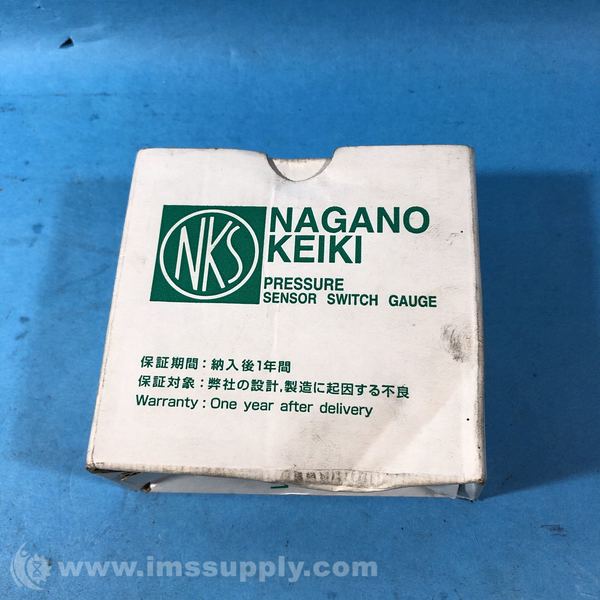 NKS
NAGANO
KEIKI
PRESSURE
SENSOR SWITCH GAUGE
保証期間:納入後1年間
保証対象:弊社の設計,製造に起因する不良
Warranty : One year after delivery
www.imssupply.com